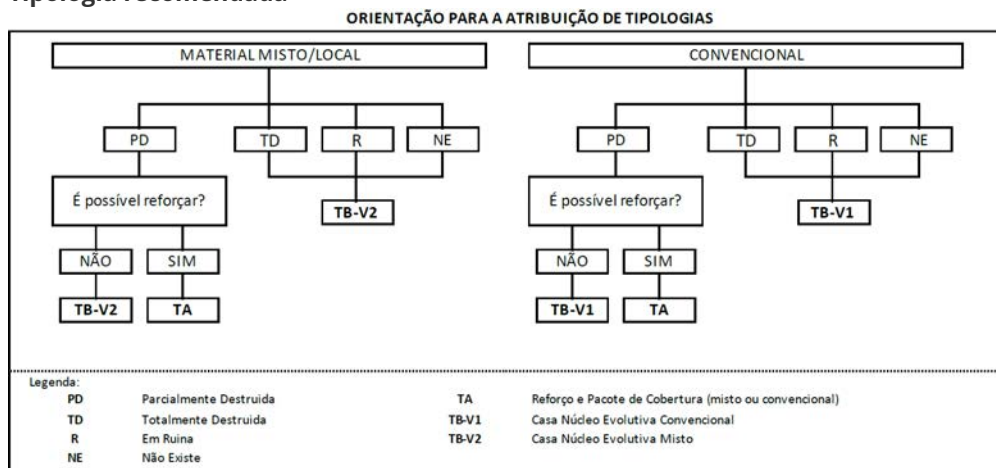 ORIENTAÇÃO PARA A ATRIBUIÇÃO DE TIPOLOGIAS
MATERIAL MISTO/LOCAL
CONVENCIONAL
PD TD R NE
PD TD R NE
É possível reforçar?
TB-V2
É possível reforçar?
TB-V1
NÃO SIM
NÃO SIM
TB-V2 TA
TB-V1 TA
Legenda:
PD Parcialmente Destruida TA Reforço e Pacote de Cobertura (misto ou convencional)
TD Totalmente Destruida TB-V1 Casa Núcleo Evolutiva Convencional
R Em Ruina TB-V2 Casa Núcleo Evolutiva Misto
NE Não Existe